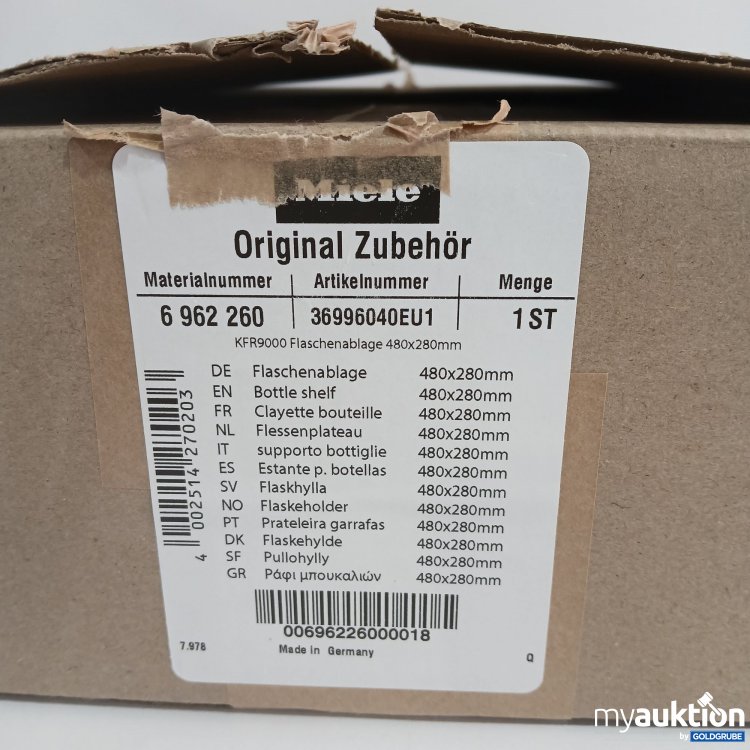 Miele
Original Zubehör
Materialnummer Artikelnummer Menge
6 962 260 36996040EU1 1 ST
KFR9000 Flaschenablage 480x280mm
DE Flaschenablage 480x280mm
EN Bottle shelf 480x280mm
FR Clayette bouteille 480x280mm
NL Flessenplateau 480x280mm
IT supporto bottiglie 480x280mm
ES Estante p. botellas 480x280mm
SV Flaskhylla 480x280mm
NO Flaskeholder 480x280mm
PT Prateleira garrafas 480x280mm
DK Flaskehylde 480x280mm
SF Pullohylly 480x280mm
GR Ράφι μπουκαλιών 480x280mm
4 002514 270203
00696226000018
7.978 Made in Germany Q
myauktion
by GOLDGRUBE